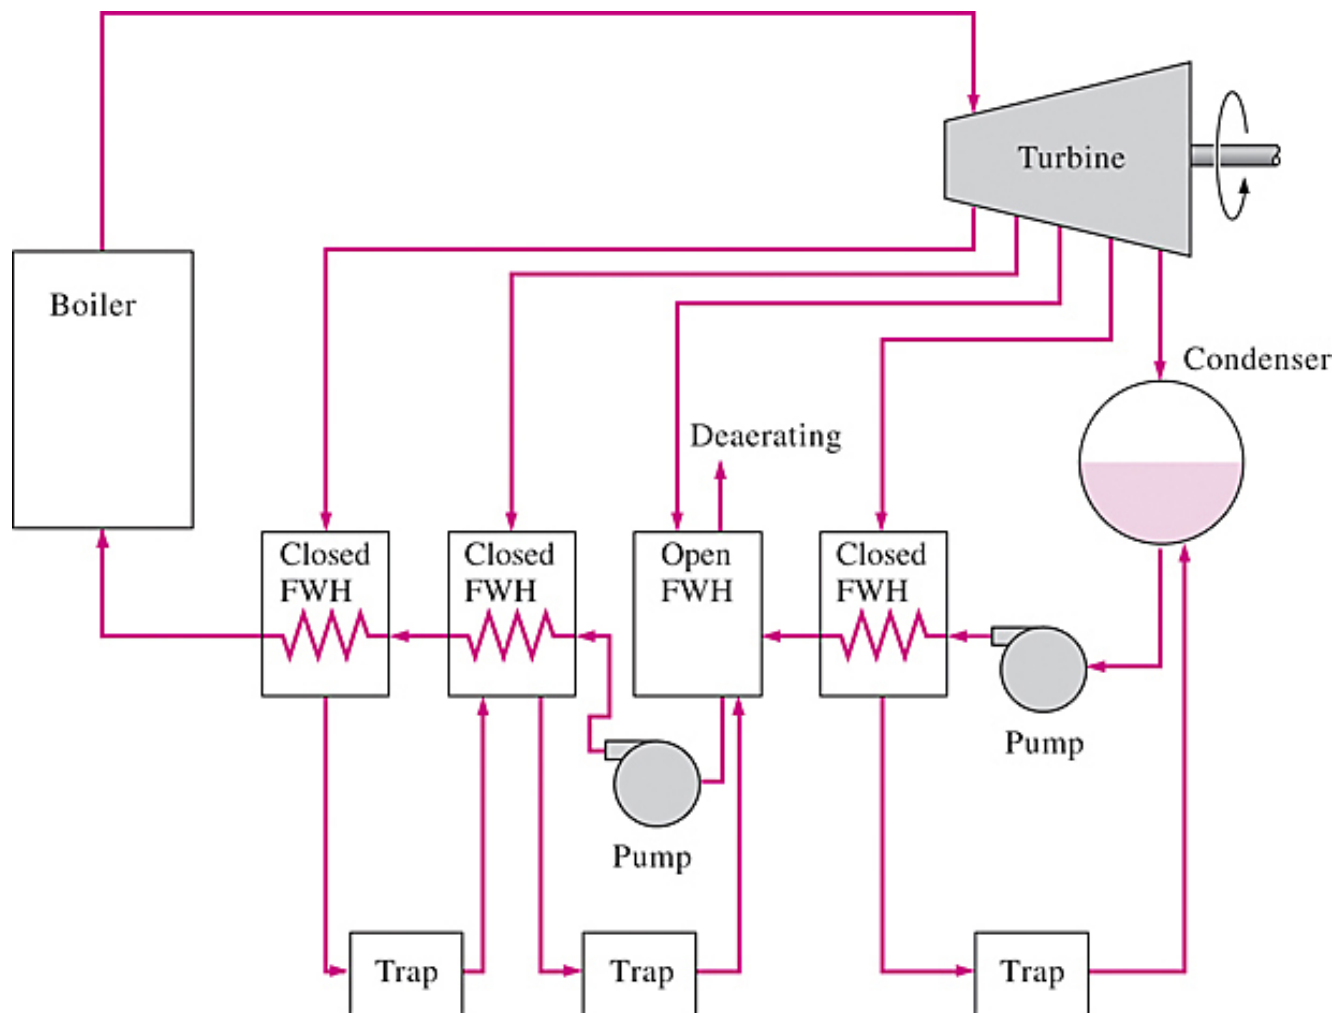 Turbine
Boiler
Condenser
Deaerating
Closed
FWH
Closed
FWH
Open
FWH
Closed
FWH
Pump
Pump
Trap
Trap
Trap